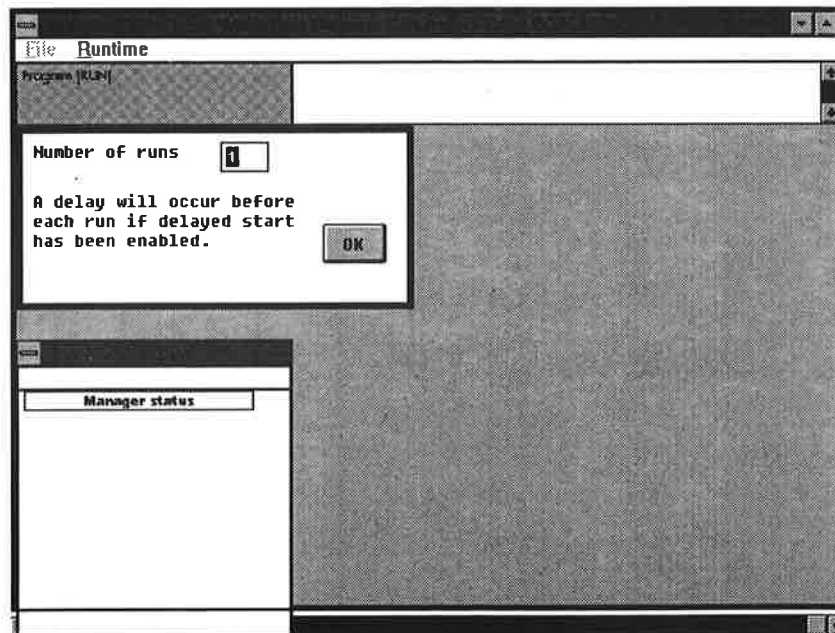 File Runtime
Program [RUN]
Number of runs 1
A delay will occur before
each run if delayed start
has been enabled.
OK
Manager status